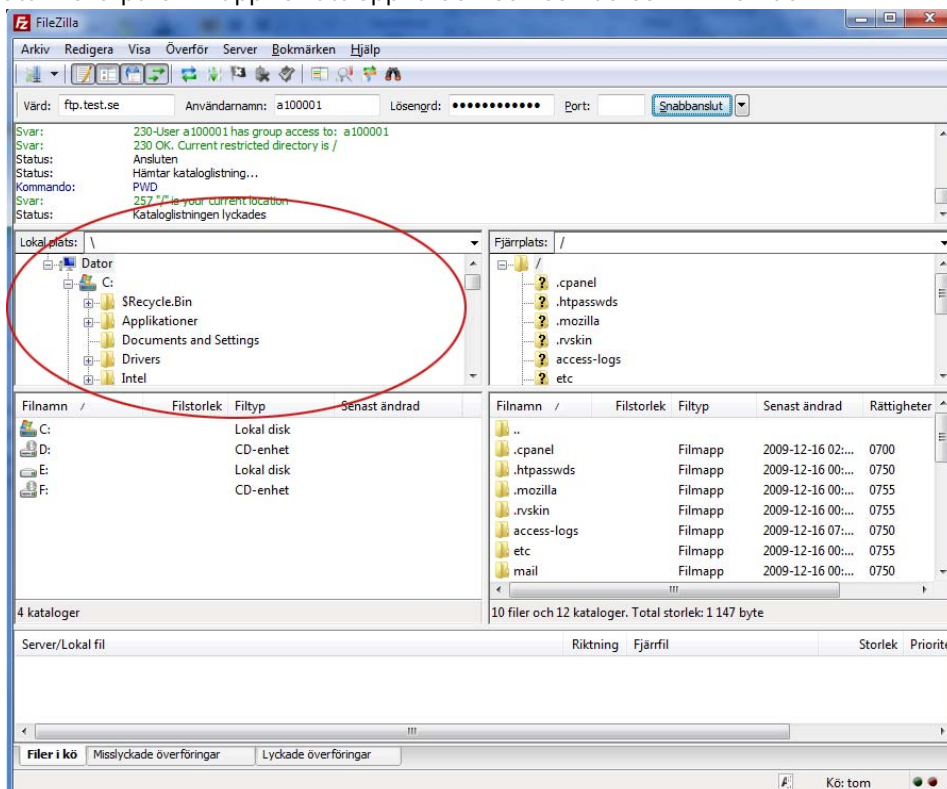 FileZilla
Arkiv Redigera Visa Överför Server Bokmärken Hjälp
Värd: ftp.test.se Användarnamn: a100001 Lösenord: ●●●●●●●●●●●● Port: Snabbanslut
Svar: 230-User a100001 has group access to: a100001
Svar: 230 OK. Current restricted directory is /
Status: Ansluten
Status: Hämtar kataloglistning...
Kommando: PWD
Svar: 257 "/" is your current location
Status: Kataloglistningen lyckades
Lokal plats: \
Dator
C:
$Recycle.Bin
Applikationer
Documents and Settings
Drivers
Intel
Fjärrplats: /
/
? .cpanel
? .htpasswds
? .mozilla
? .rvskin
? access-logs
? etc
Filnamn / Filstorlek Filtyp Senast ändrad
C: Lokal disk
D: CD-enhet
E: Lokal disk
F: CD-enhet
4 kataloger
Filnamn / Filstorlek Filtyp Senast ändrad Rättigheter
..
.cpanel Filmapp 2009-12-16 02:... 0700
.htpasswds Filmapp 2009-12-16 00:... 0750
.mozilla Filmapp 2009-12-16 00:... 0755
.rvskin Filmapp 2009-12-16 00:... 0755
access-logs Filmapp 2009-12-16 07:... 0750
etc Filmapp 2009-12-16 00:... 0755
mail Filmapp 2009-12-16 00:... 0750
10 filer och 12 kataloger. Total storlek: 1 147 byte
Server/Lokal fil Riktning Fjärrfil Storlek Priorite
Filer i kö Misslyckade överföringar Lyckade överföringar
Kö: tom